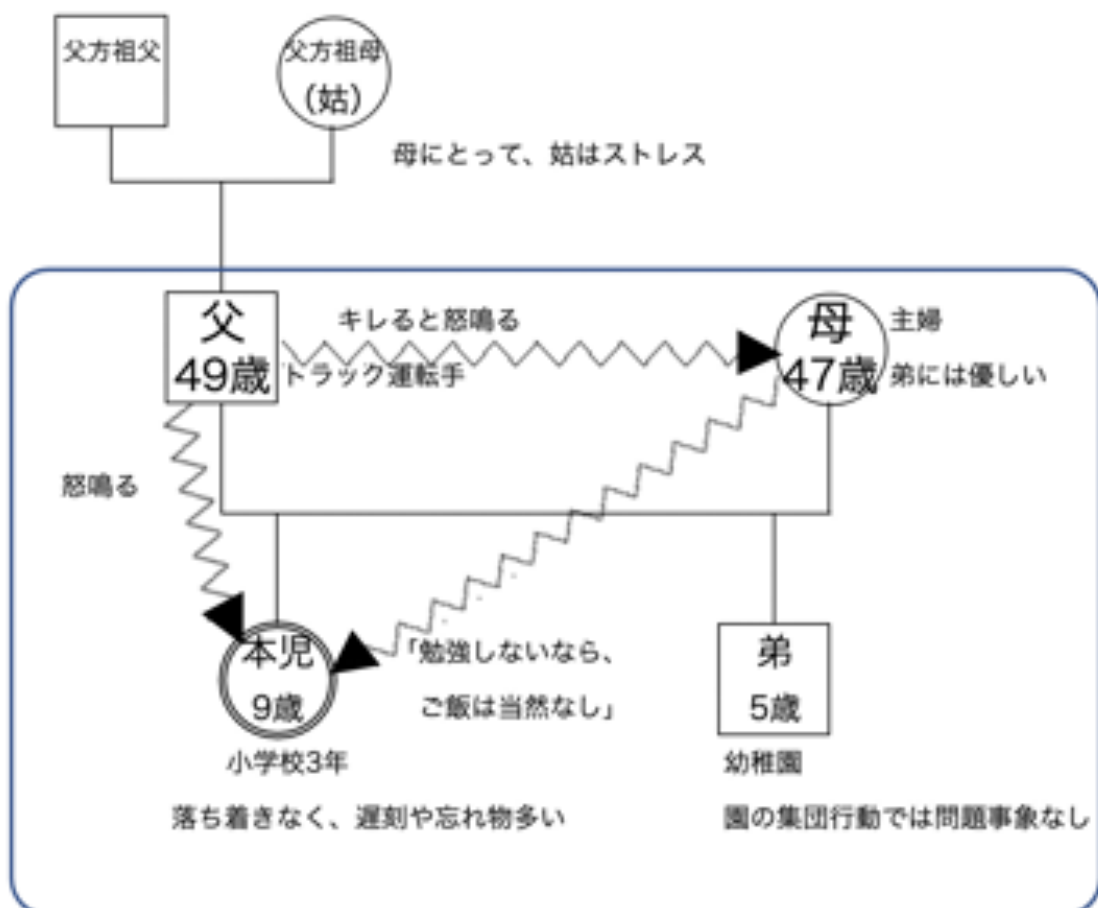 父方祖父
父方祖母
(姑)
母にとって、姑はストレス
父
49歳
キレると怒鳴る
トラック運転手
母
47歳
主婦
弟には優しい
怒鳴る
本児
9歳
「勉強しないなら、
ご飯は当然なし」
弟
5歳
小学校3年
幼稚園
落ち着きなく、遅刻や忘れ物多い
園の集団行動では問題事象なし